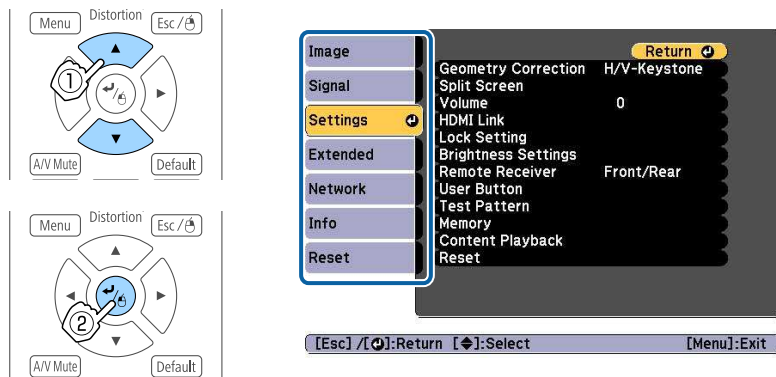 Menu Distortion Esc /
①
A/V Mute Default
Menu Distortion Esc /
②
A/V Mute Default
Image
Signal
Settings
Extended
Network
Info
Reset
Return
Geometry Correction H/V-Keystone
Split Screen
Volume 0
HDMI Link
Lock Setting
Brightness Settings
Remote Receiver Front/Rear
User Button
Test Pattern
Memory
Content Playback
Reset
[Esc] /[⏎]:Return [◆]:Select [Menu]:Exit